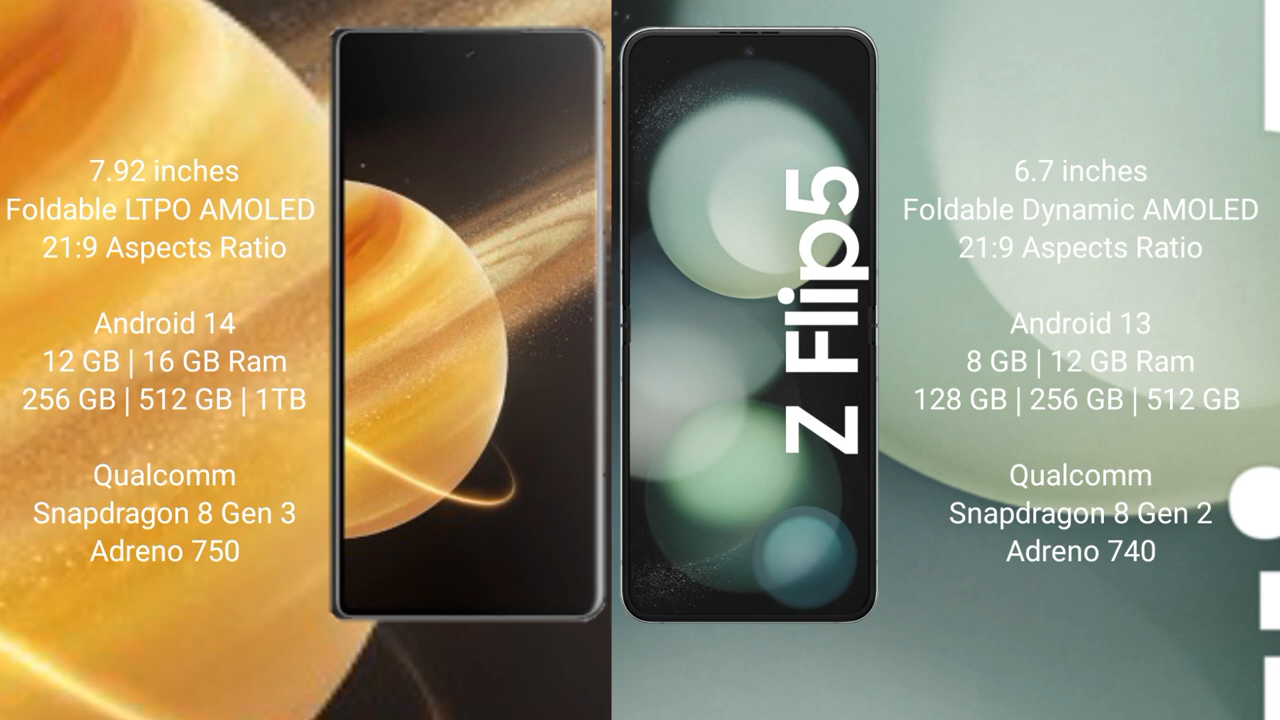 7.92 inches
Foldable LTPO AMOLED
21:9 Aspects Ratio
Android 14
12 GB | 16 GB Ram
256 GB | 512 GB | 1TB
Qualcomm
Snapdragon 8 Gen 3
Adreno 750
Z Flip5
6.7 inches
Foldable Dynamic AMOLED
21:9 Aspects Ratio
Android 13
8 GB | 12 GB Ram
128 GB | 256 GB | 512 GB
Qualcomm
Snapdragon 8 Gen 2
Adreno 740